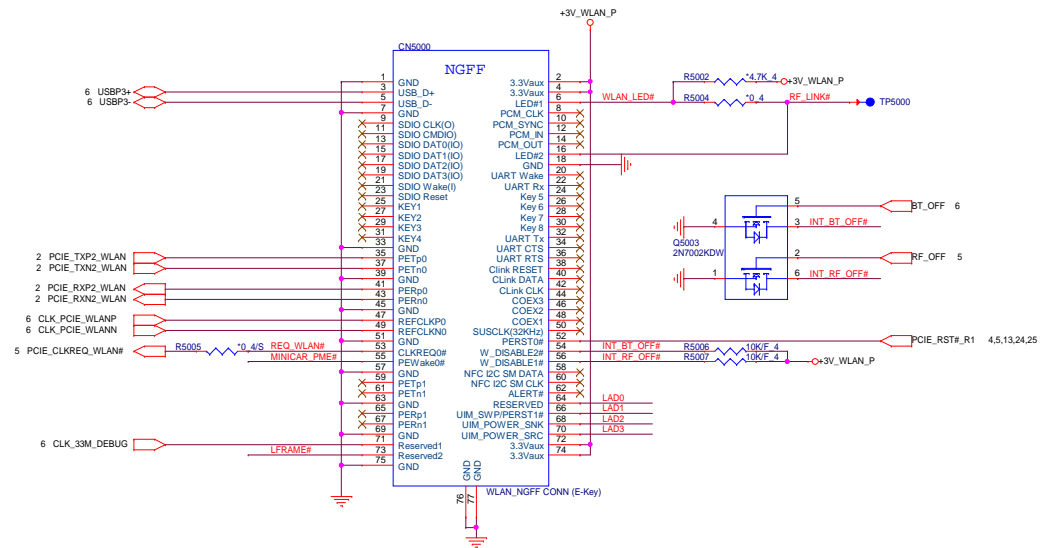 +3V_WLAN_P
CN5000
NGFF
1 GND 3.3Vaux 2
6 USBP3+ 3 USB_D+ 3.3Vaux 4
6 USBP3- 5 USB_D- LED#1 6 WLAN_LED#
R5002 *4.7K_4 +3V_WLAN_P
R5004 *0_4 RF_LINK# TP5000
7 GND PCM_CLK 8
9 SDIO CLK(O) PCM_SYNC 10
11 SDIO CMDIO) PCM_IN 12
13 SDIO DAT0(IO) PCM_OUT 14
15 SDIO DAT1(IO) LED#2 16
17 SDIO DAT2(IO) GND 18
19 SDIO DAT3(IO) UART Wake 20
21 SDIO Wake(I) UART Rx 22
23 SDIO Reset Key 5 24
25 KEY1 Key 6 26
27 KEY2 Key 7 28
29 KEY3 Key 8 30
31 KEY4 UART Tx 32
33 GND UART CTS 34
2 PCIE_TXP2_WLAN 35 PETp0 UART RTS 36
2 PCIE_TXN2_WLAN 37 PETn0 Clink RESET 38
39 GND CLink DATA 40
2 PCIE_RXP2_WLAN 41 PERp0 CLink CLK 42
2 PCIE_RXN2_WLAN 43 PERn0 COEX3 44
45 GND COEX2 46
6 CLK_PCIE_WLANP 47 REFCLKP0 COEX1 48
6 CLK_PCIE_WLANN 49 REFCLKN0 SUSCLK(32KHz) 50
51 GND PERST0# 52 PCIE_RST#_R1 4,5,13,24,25
5 PCIE_CLKREQ_WLAN# R5005 *0_4/S REQ_WLAN# 53 CLKREQ0# W_DISABLE2# 54 INT_BT_OFF# R5006 10K/F_4
MINICAR_PME# 55 PEWake0# W_DISABLE1# 56 INT_RF_OFF# R5007 10K/F_4 +3V_WLAN_P
57 GND NFC I2C SM DATA 58
59 PETp1 NFC I2C SM CLK 60
61 PETn1 ALERT# 62
63 GND RESERVED 64 LAD0
65 PERp1 UIM_SWP/PERST1# 66 LAD1
67 PERn1 UIM_POWER_SNK 68 LAD2
69 GND UIM_POWER_SRC 70 LAD3
6 CLK_33M_DEBUG 71 Reserved1 3.3Vaux 72
LFRAME# 73 Reserved2 3.3Vaux 74
75 GND
GND GND
76 77
WLAN_NGFF CONN (E-Key)
5 BT_OFF 6
4 3 INT_BT_OFF#
Q5003
2N7002KDW
2 RF_OFF 5
1 6 INT_RF_OFF#